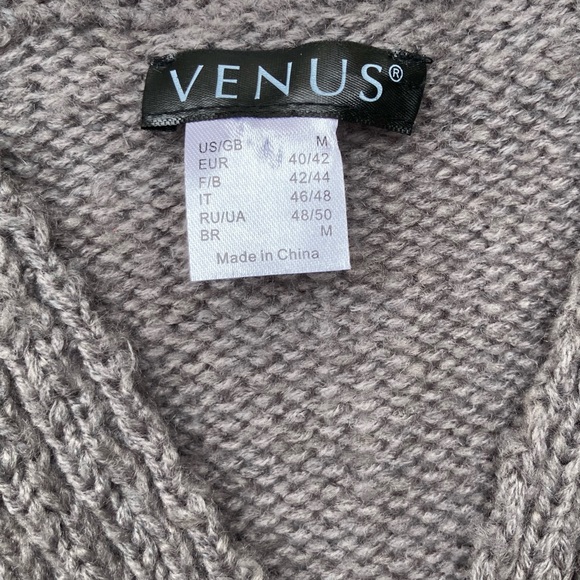 VENUS®
US/GB M
EUR 40/42
F/B 42/44
IT 46/48
RU/UA 48/50
BR M
Made in China